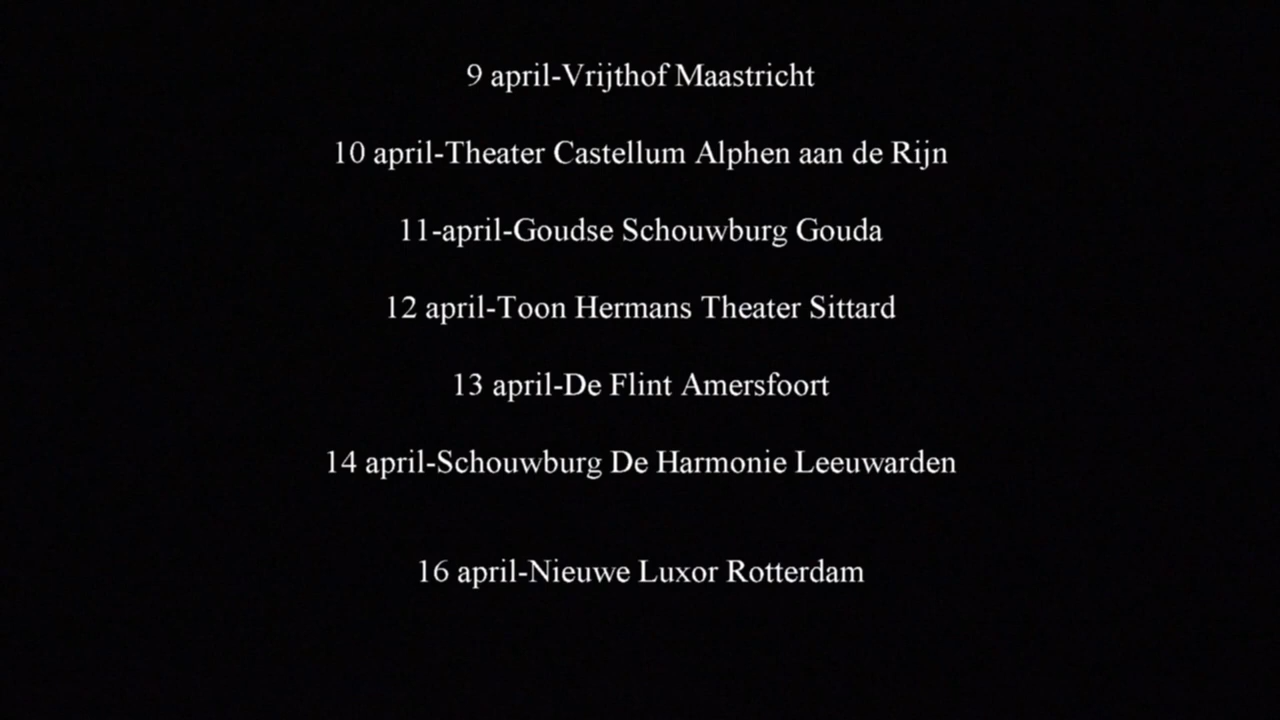 9 april-Vrijthof Maastricht
10 april-Theater Castellum Alphen aan de Rijn
11-april-Goudse Schouwburg Gouda
12 april-Toon Hermans Theater Sittard
13 april-De Flint Amersfoort
14 april-Schouwburg De Harmonie Leeuwarden
16 april-Nieuwe Luxor Rotterdam